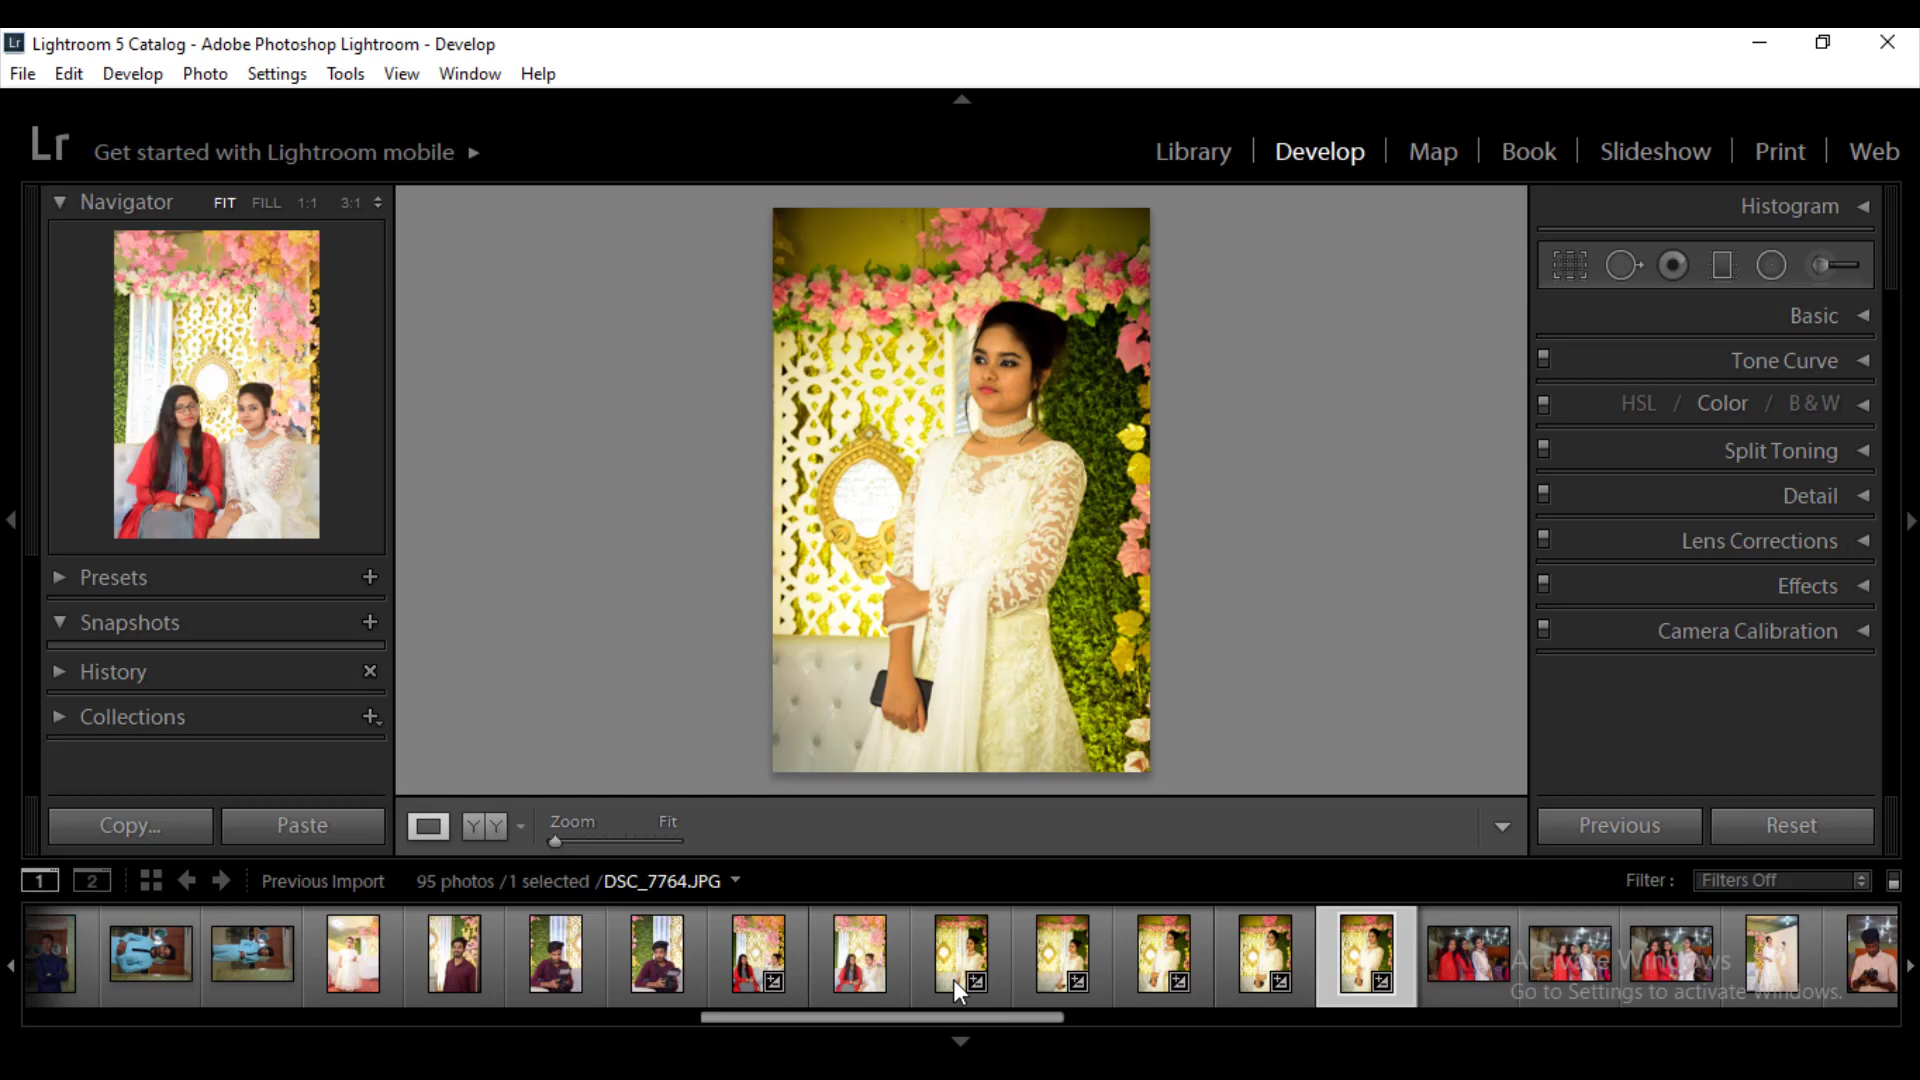 Lr Lightroom 5 Catalog - Adobe Photoshop Lightroom - Develop
File Edit Develop Photo Settings Tools View Window Help
Lr Get started with Lightroom mobile
Library Develop Map Book Slideshow Print Web
Navigator FIT FILL 1:1 3:1
Histogram
Basic
Tone Curve
HSL / Color / B & W
Split Toning
Detail
Lens Corrections
Effects
Camera Calibration
Presets
Snapshots
History
Collections
Copy... Paste
YY Zoom Fit
Previous Reset
1 2 Previous Import 95 photos / 1 selected / DSC_7764.JPG
Filter : Filters Off
Activate Windows
Go to Settings to activate Windows.